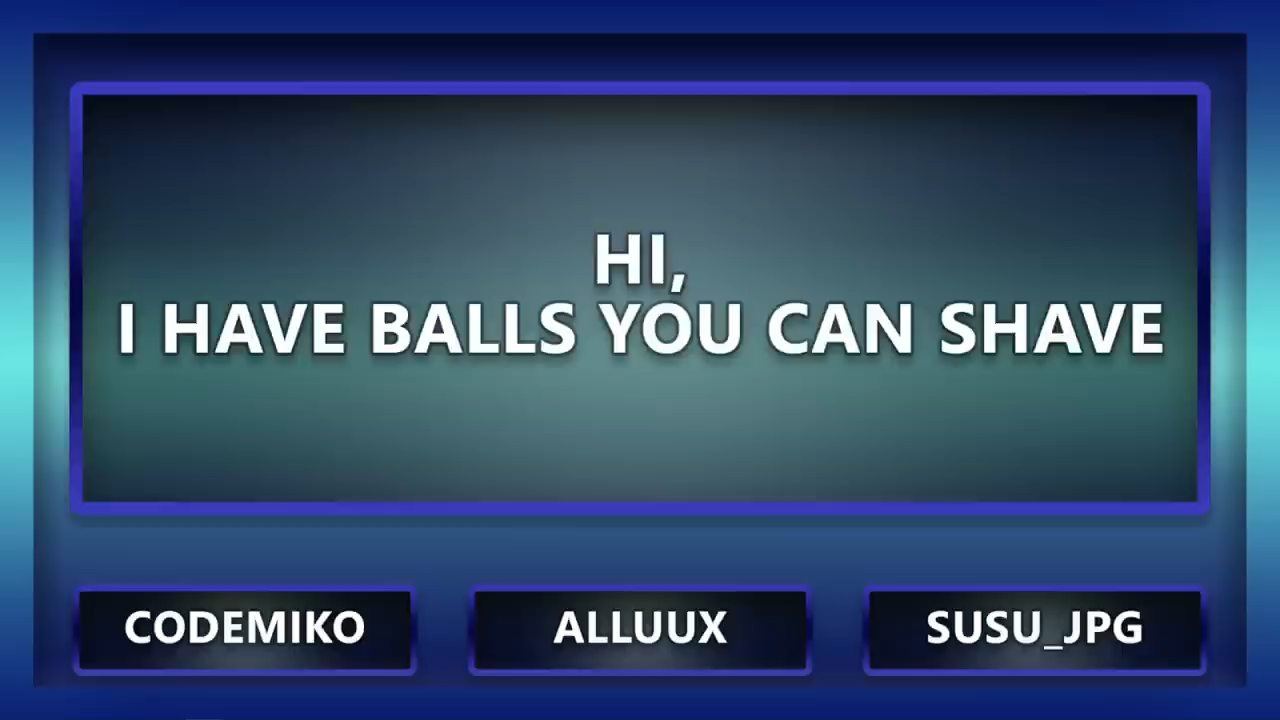 HI,
I HAVE BALLS YOU CAN SHAVE
CODEMIKO
ALLUUX
SUSU_JPG